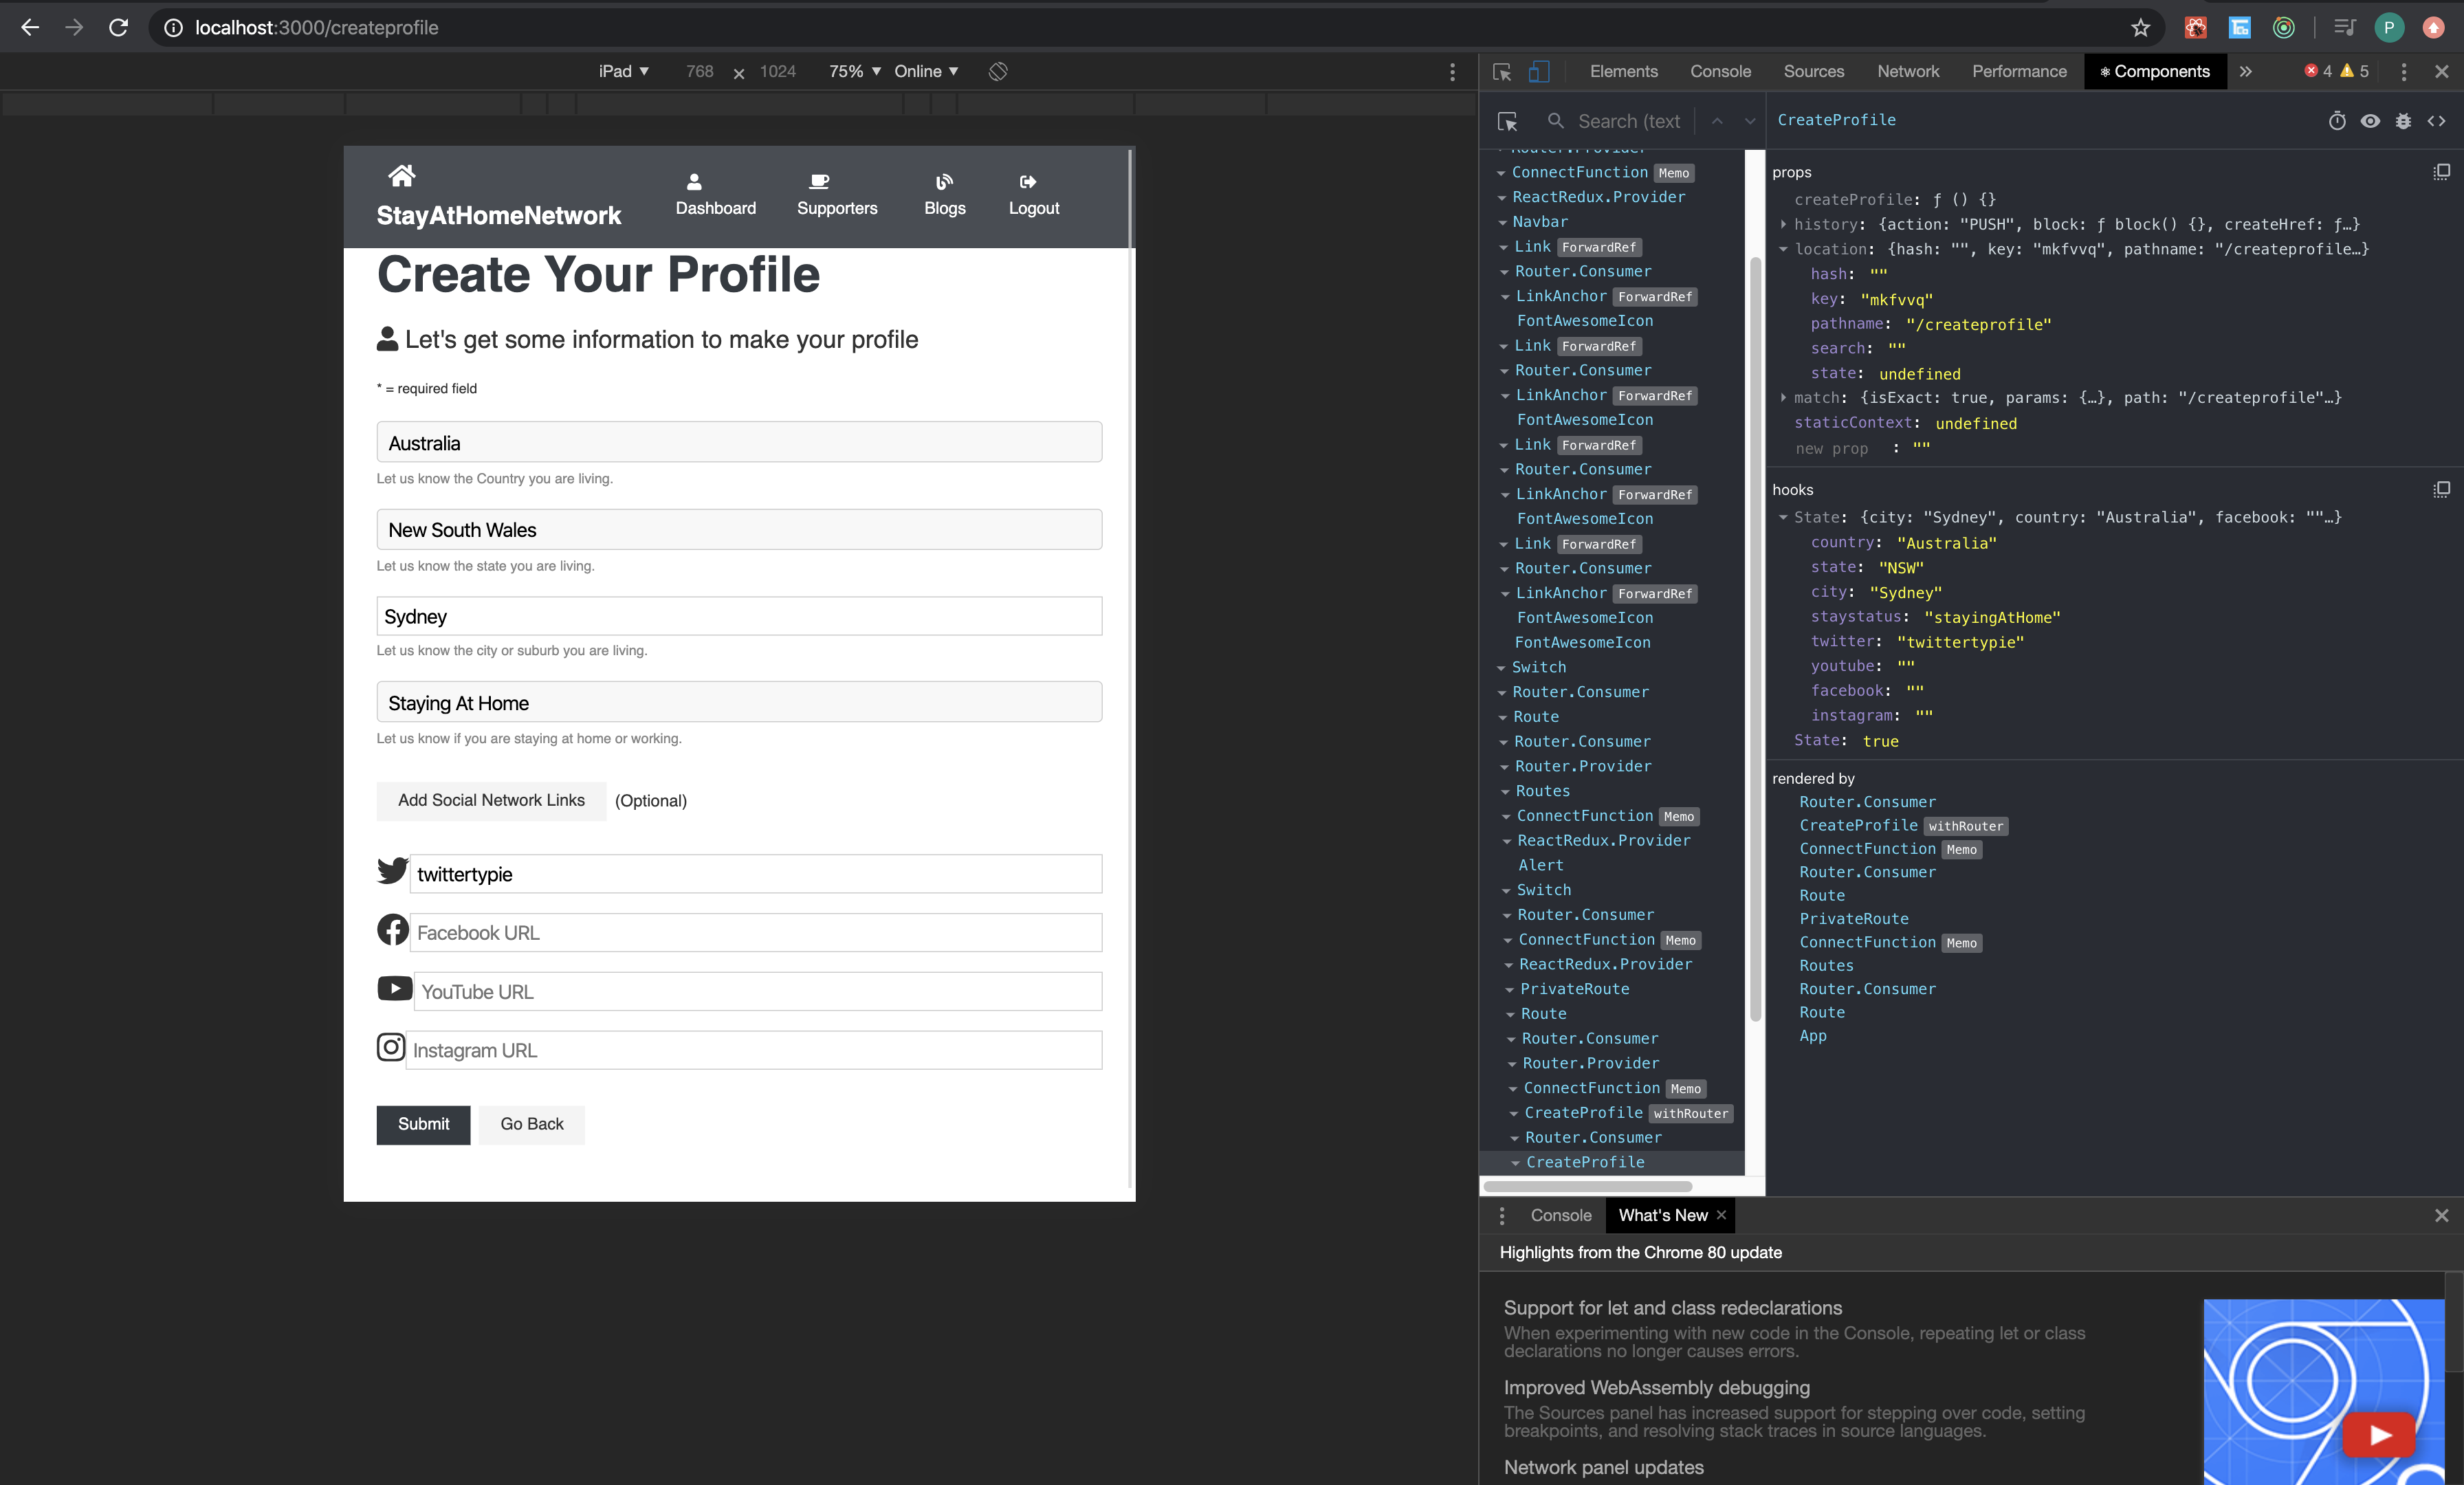 localhost:3000/createprofile
P
iPad ▼ 768 × 1024 75% ▼ Online ▼
Elements Console Sources Network Performance Components » 4 5
StayAtHomeNetwork
Dashboard Supporters Blogs Logout
Create Your Profile
Let's get some information to make your profile
* = required field
Australia
Let us know the Country you are living.
New South Wales
Let us know the state you are living.
Sydney
Let us know the city or suburb you are living.
Staying At Home
Let us know if you are staying at home or working.
Add Social Network Links (Optional)
twittertypie
Facebook URL
YouTube URL
Instagram URL
Submit Go Back
Search (text
Router.Provider
ConnectFunction Memo
ReactRedux.Provider
Navbar
Link ForwardRef
Router.Consumer
LinkAnchor ForwardRef
FontAwesomeIcon
Link ForwardRef
Router.Consumer
LinkAnchor ForwardRef
FontAwesomeIcon
Link ForwardRef
Router.Consumer
LinkAnchor ForwardRef
FontAwesomeIcon
Link ForwardRef
Router.Consumer
LinkAnchor ForwardRef
FontAwesomeIcon
FontAwesomeIcon
Switch
Router.Consumer
Route
Router.Consumer
Router.Provider
Routes
ConnectFunction Memo
ReactRedux.Provider
Alert
Switch
Router.Consumer
ConnectFunction Memo
ReactRedux.Provider
PrivateRoute
Route
Router.Consumer
Router.Provider
ConnectFunction Memo
CreateProfile withRouter
Router.Consumer
CreateProfile
CreateProfile
props
createProfile: ƒ () {}
history: {action: "PUSH", block: ƒ block() {}, createHref: ƒ…}
location: {hash: "", key: "mkfvvq", pathname: "/createprofile…}
hash: ""
key: "mkfvvq"
pathname: "/createprofile"
search: ""
state: undefined
match: {isExact: true, params: {…}, path: "/createprofile"…}
staticContext: undefined
new prop : ""
hooks
State: {city: "Sydney", country: "Australia", facebook: ""…}
country: "Australia"
state: "NSW"
city: "Sydney"
staystatus: "stayingAtHome"
twitter: "twittertypie"
youtube: ""
facebook: ""
instagram: ""
State: true
rendered by
Router.Consumer
CreateProfile withRouter
ConnectFunction Memo
Router.Consumer
Route
PrivateRoute
ConnectFunction Memo
Routes
Router.Consumer
Route
App
Console What's New ×
Highlights from the Chrome 80 update
Support for let and class redeclarations
When experimenting with new code in the Console, repeating let or class
declarations no longer causes errors.
Improved WebAssembly debugging
The Sources panel has increased support for stepping over code, setting
breakpoints, and resolving stack traces in source languages.
Network panel updates